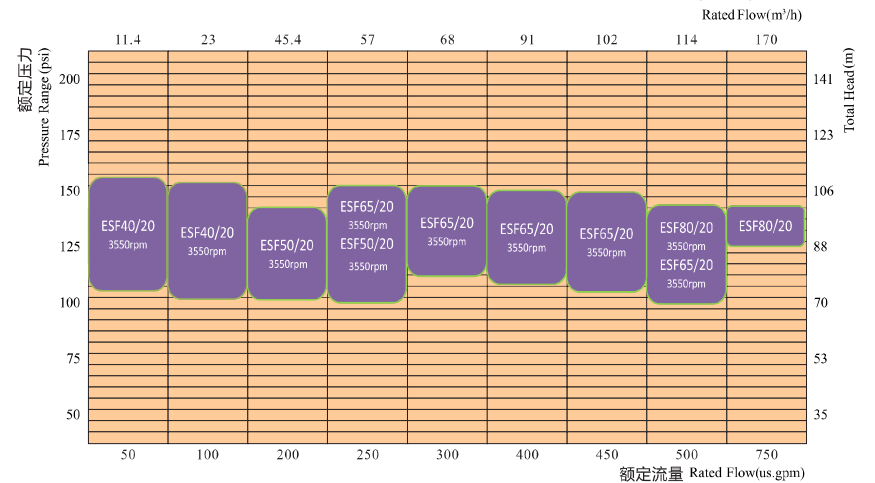 Rated Flow(m³/h)
11.4 23 45.4 57 68 91 102 114 170
额定压力
Pressure Range(psi)
200
175
150
125
100
75
50
Total Head(m)
141
123
106
88
70
53
35
ESF40/20
3550rpm
ESF40/20
3550rpm
ESF50/20
3550rpm
ESF65/20
3550rpm
ESF50/20
3550rpm
ESF65/20
3550rpm
ESF65/20
3550rpm
ESF65/20
3550rpm
ESF80/20
3550rpm
ESF65/20
3550rpm
ESF80/20
50 100 200 250 300 400 450 500 750
额定流量 Rated Flow(us.gpm)